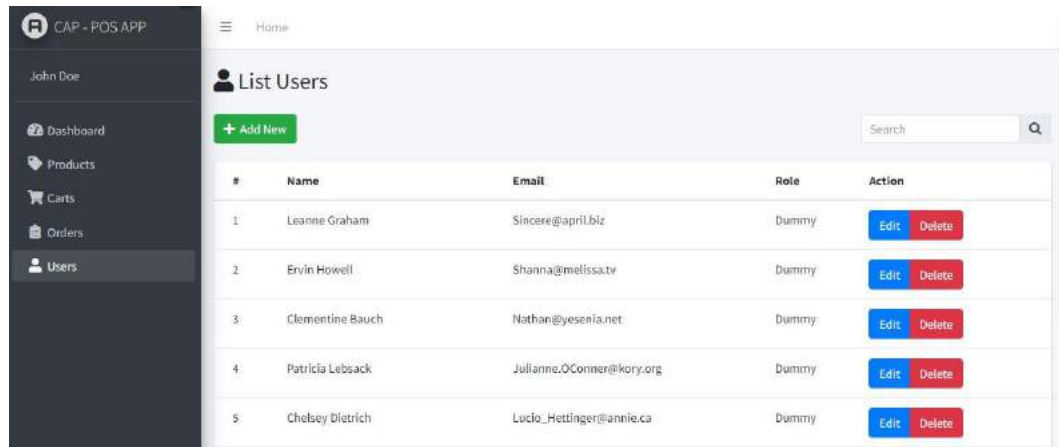 CAP - POS APP
Home
John Doe
Dashboard
Products
Carts
Orders
Users
List Users
+ Add New
Search
# Name Email Role Action
1 Leanne Graham Sincere@april.biz Dummy Edit Delete
2 Ervin Howell Shanna@melissa.tv Dummy Edit Delete
3 Clementine Bauch Nathan@yesenia.net Dummy Edit Delete
4 Patricia Lebsack Julianne.OConner@kory.org Dummy Edit Delete
5 Chelsey Dietrich Lucio_Hettinger@annie.ca Dummy Edit Delete